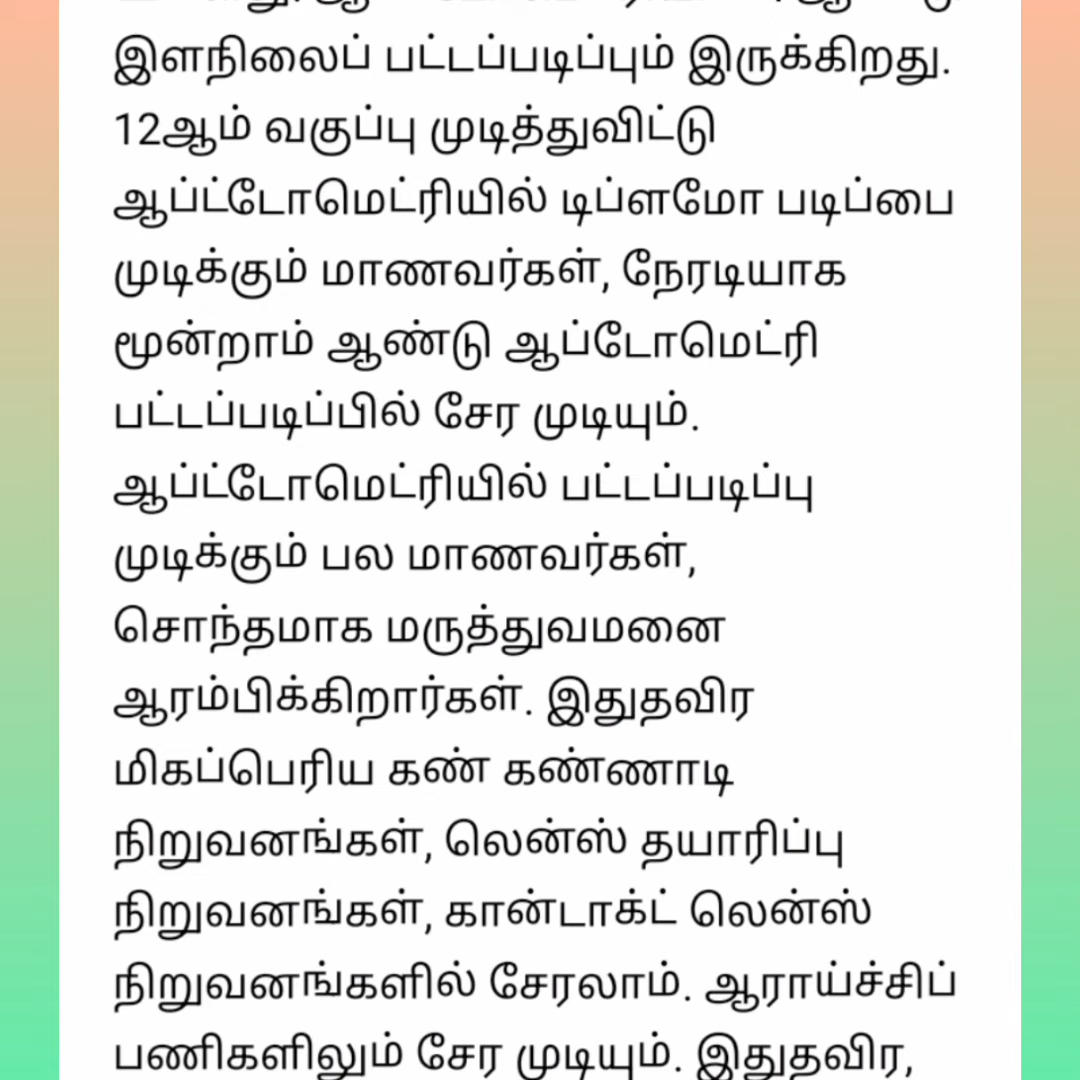 இளநிலைப் பட்டப்படிப்பும் இருக்கிறது.
12ஆம் வகுப்பு முடித்துவிட்டு
ஆப்ட்டோமெட்ரியில் டிப்ளமோ படிப்பை
முடிக்கும் மாணவர்கள், நேரடியாக
மூன்றாம் ஆண்டு ஆப்டோமெட்ரி
பட்டப்படிப்பில் சேர முடியும்.
ஆப்ட்டோமெட்ரியில் பட்டப்படிப்பு
முடிக்கும் பல மாணவர்கள்,
சொந்தமாக மருத்துவமனை
ஆரம்பிக்கிறார்கள். இதுதவிர
மிகப்பெரிய கண் கண்ணாடி
நிறுவனங்கள், லென்ஸ் தயாரிப்பு
நிறுவனங்கள், கான்டாக்ட் லென்ஸ்
நிறுவனங்களில் சேரலாம். ஆராய்ச்சிப்
பணிகளிலும் சேர முடியும். இதுதவிர,